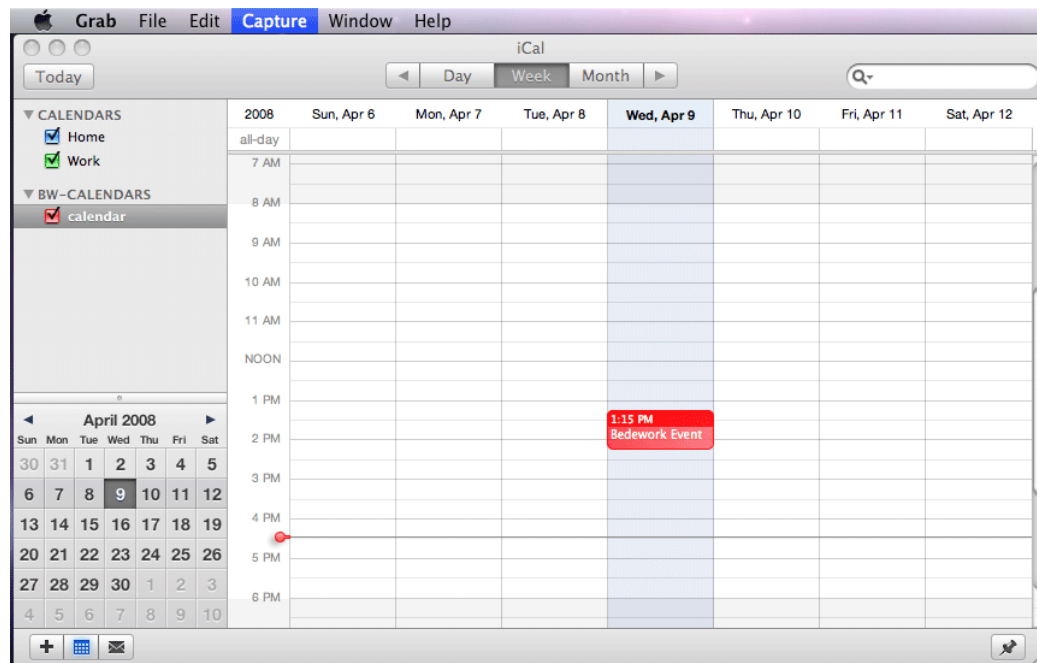 Grab File Edit Capture Window Help
iCal
Today Day Week Month
CALENDARS
Home
Work
BW-CALENDARS
calendar
2008 Sun, Apr 6 Mon, Apr 7 Tue, Apr 8 Wed, Apr 9 Thu, Apr 10 Fri, Apr 11 Sat, Apr 12
all-day
7 AM
8 AM
9 AM
10 AM
11 AM
NOON
1 PM
1:15 PM
Bedework Event
2 PM
3 PM
4 PM
5 PM
6 PM
April 2008
Sun Mon Tue Wed Thu Fri Sat
30 31 1 2 3 4 5
6 7 8 9 10 11 12
13 14 15 16 17 18 19
20 21 22 23 24 25 26
27 28 29 30 1 2 3
4 5 6 7 8 9 10